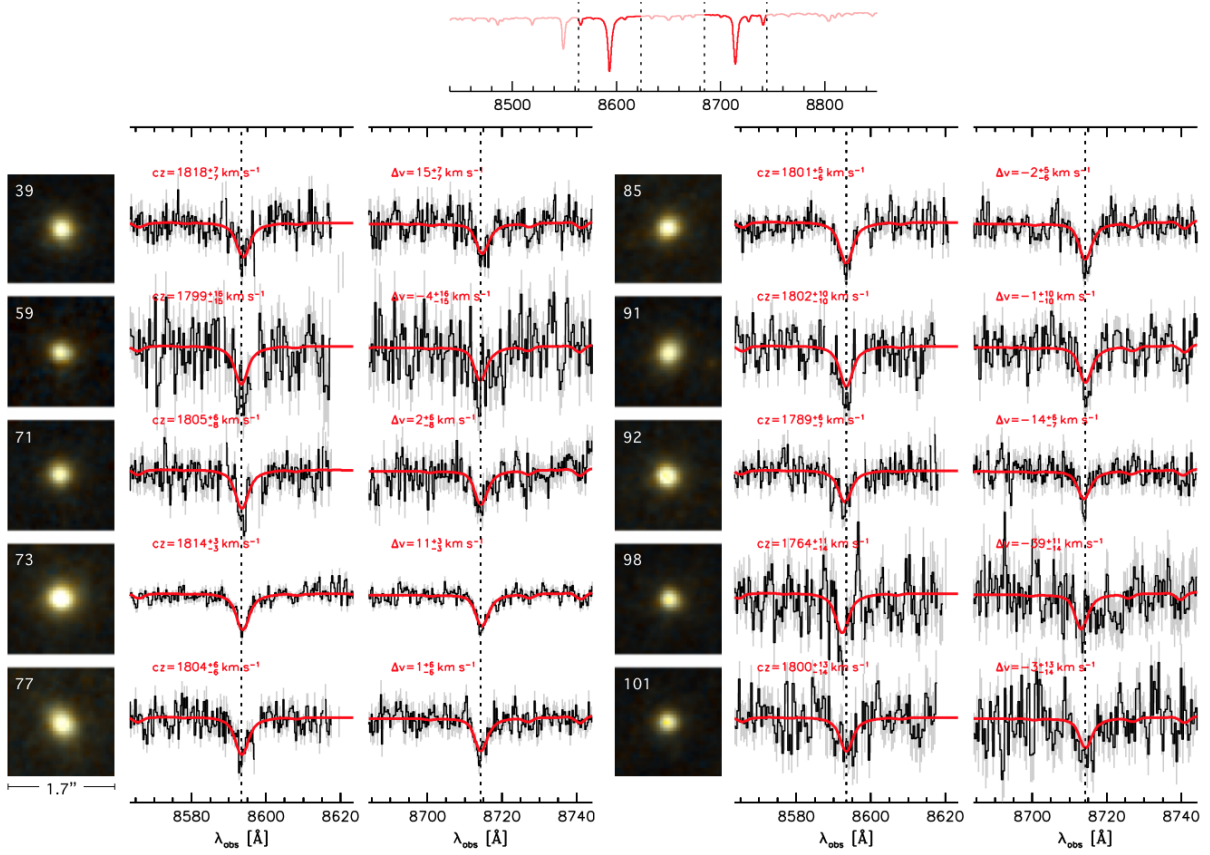 8500 8600 8700 8800
39 cz=1818⁺⁷₋₇ km s⁻¹ Δv=15⁺⁷₋₇ km s⁻¹
85 cz=1801⁺⁵₋₆ km s⁻¹ Δv=−2⁺⁵₋₆ km s⁻¹
59 cz=1799⁺¹⁶₋₁₅ km s⁻¹ Δv=−4⁺¹⁶₋₁₅ km s⁻¹
91 cz=1802⁺¹⁰₋₁₀ km s⁻¹ Δv=−1⁺¹⁰₋₁₀ km s⁻¹
71 cz=1805⁺⁶₋₈ km s⁻¹ Δv=2⁺⁶₋₈ km s⁻¹
92 cz=1789⁺⁶₋₇ km s⁻¹ Δv=−14⁺⁶₋₇ km s⁻¹
73 cz=1814⁺³₋₃ km s⁻¹ Δv=11⁺³₋₃ km s⁻¹
98 cz=1764⁺¹¹₋₁₄ km s⁻¹ Δv=−39⁺¹¹₋₁₄ km s⁻¹
77 cz=1804⁺⁶₋₆ km s⁻¹ Δv=1⁺⁶₋₆ km s⁻¹
101 cz=1800⁺¹³₋₁₄ km s⁻¹ Δv=−3⁺¹³₋₁₄ km s⁻¹
1.7”
8580 8600 8620 8700 8720 8740 8580 8600 8620 8700 8720 8740
λobs [Å] λobs [Å] λobs [Å] λobs [Å]